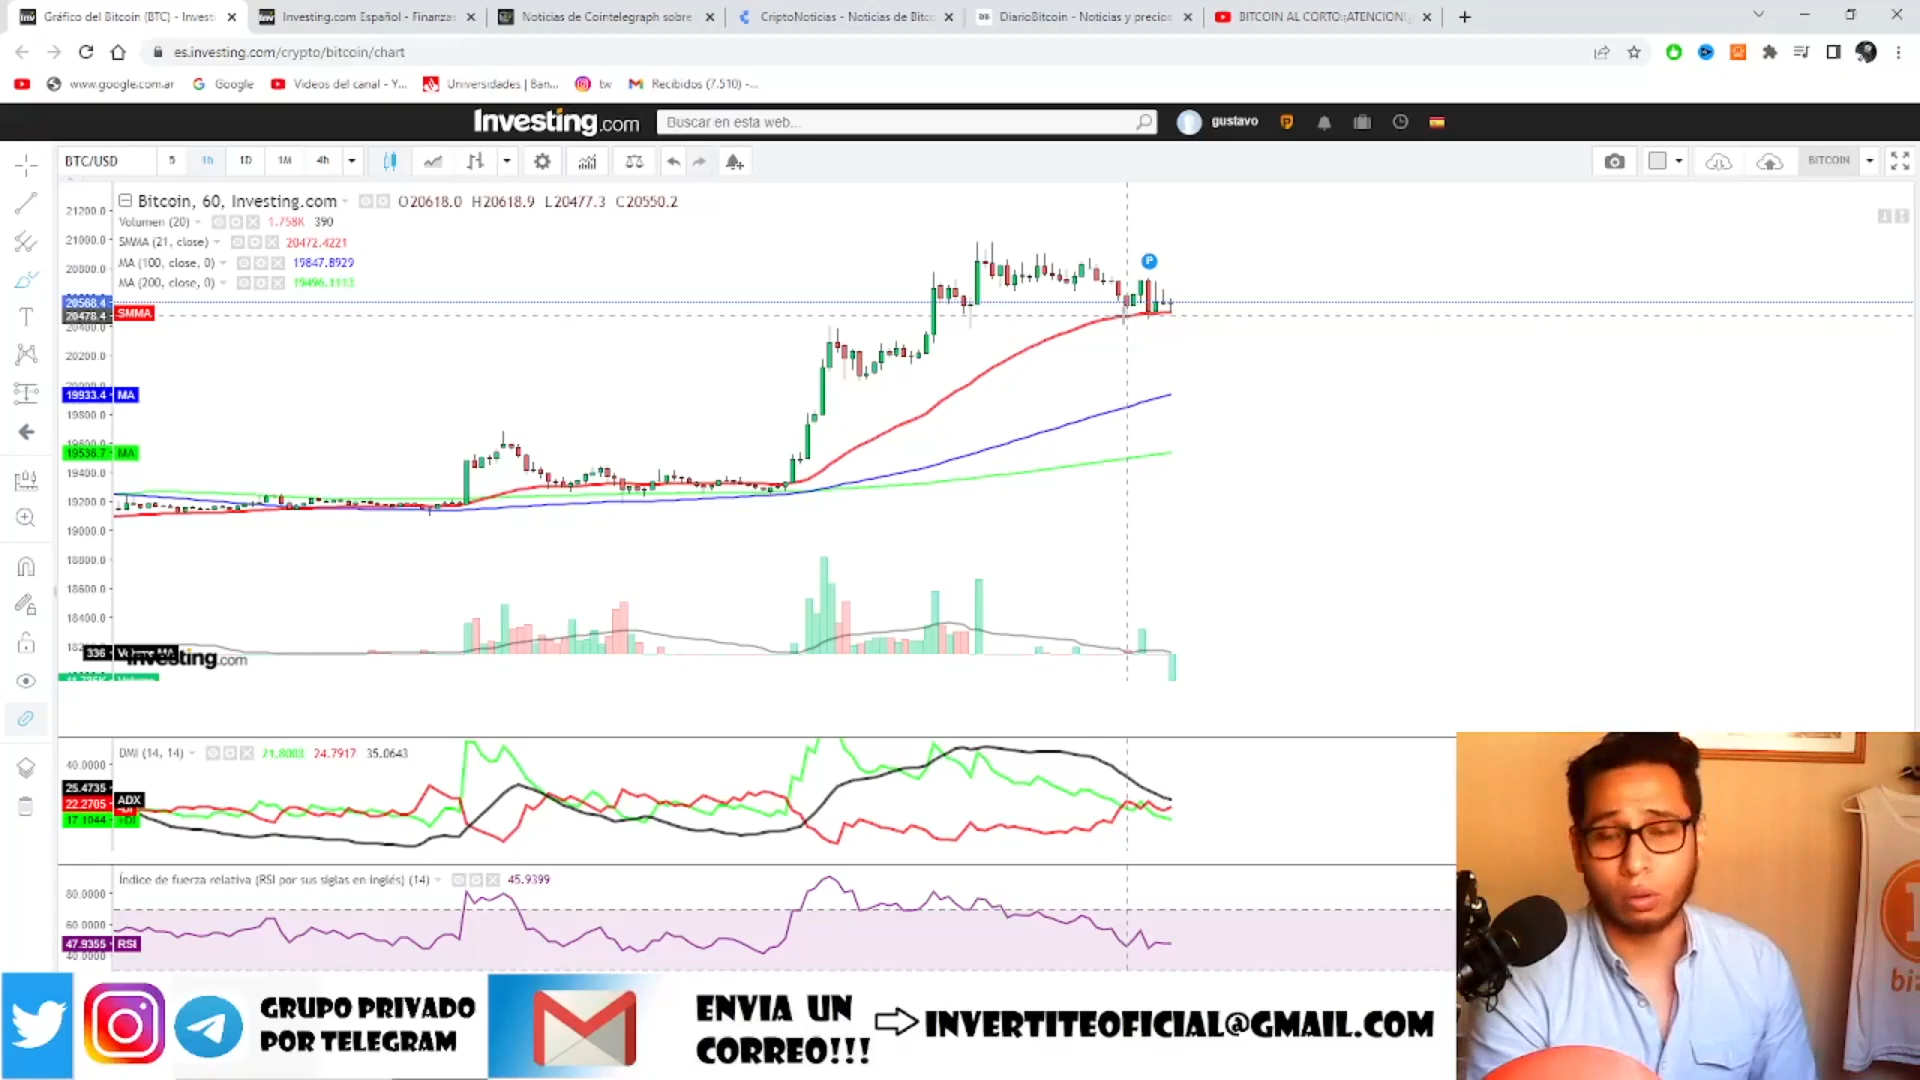 Gráfico del Bitcoin (BTC) - Investi
Investing.com Español - Finanzas
Noticias de Cointelegraph sobre
CriptoNoticias - Noticias de Bitco
DiarioBitcoin - Noticias y precios
BITCOIN AL CORTO¡¡ATENCION!
es.investing.com/crypto/bitcoin/chart
www.google.com.ar
Google
Videos del canal - Y...
Universidades | Ban...
tw
Recibidos (7.510) -...
Investing.com
Buscar en esta web...
gustavo
BTC/USD
5
1h
1D
1M
4h
BITCOIN
Bitcoin, 60, Investing.com
O20618.0 H20618.9 L20477.3 C20550.2
Volumen (20)
1.758K 390
SMMA (21, close)
20472.4221
MA (100, close, 0)
19847.8929
MA (200, close, 0)
19496.1113
21200.0
21000.0
20800.0
P
20568.4
20478.4
SMMA
20400.0
20200.0
20000.0
19933.4
MA
19800.0
19600.0
19538.7
MA
19400.0
19200.0
19000.0
18800.0
18600.0
18400.0
336
Volume MA
Investing.com
Volume
DMI (14, 14)
21.8003 24.7917 35.0643
40.0000
25.4735
ADX
22.2705
17.1044
Índice de fuerza relativa (RSI por sus siglas en inglés) (14)
45.9399
80.0000
60.0000
47.9355
RSI
40.0000
GRUPO PRIVADO
POR TELEGRAM
ENVIA UN
CORREO!!!
INVERTITEOFICIAL@GMAIL.COM